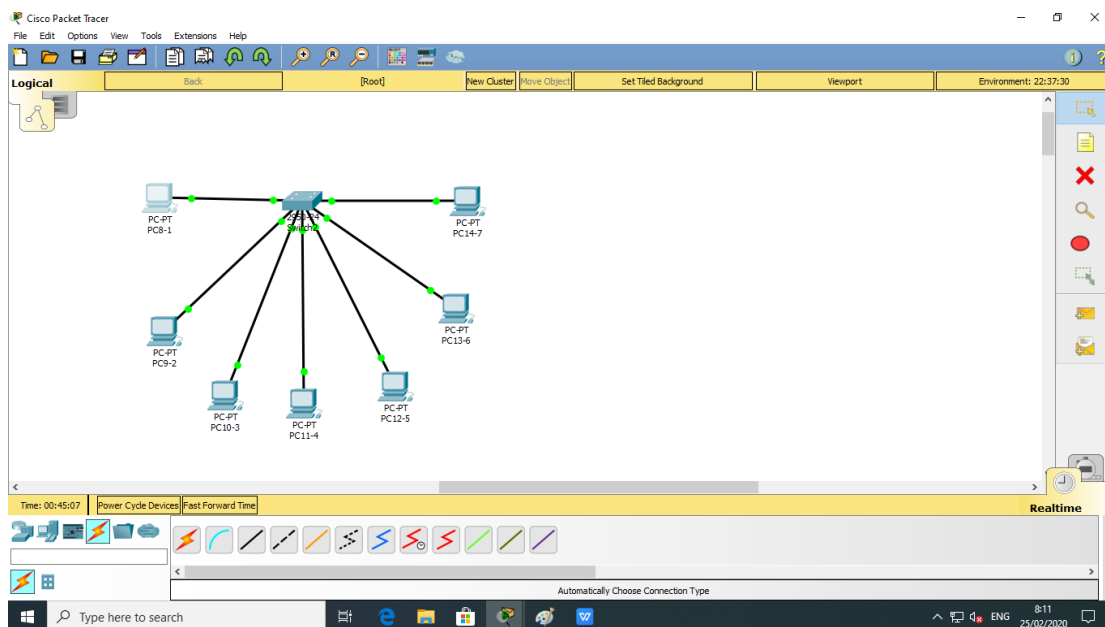 Cisco Packet Tracer
File Edit Options View Tools Extensions Help
Logical Back [Root] New Cluster Move Object Set Tiled Background Viewport Environment: 22:37:30
PC-PT
PC8-1
2950-24
Switch2
PC-PT
PC14-7
PC-PT
PC13-6
PC-PT
PC9-2
PC-PT
PC10-3
PC-PT
PC11-4
PC-PT
PC12-5
Time: 00:45:07 Power Cycle Devices Fast Forward Time Realtime
Automatically Choose Connection Type
Type here to search
ENG
8:11
25/02/2020